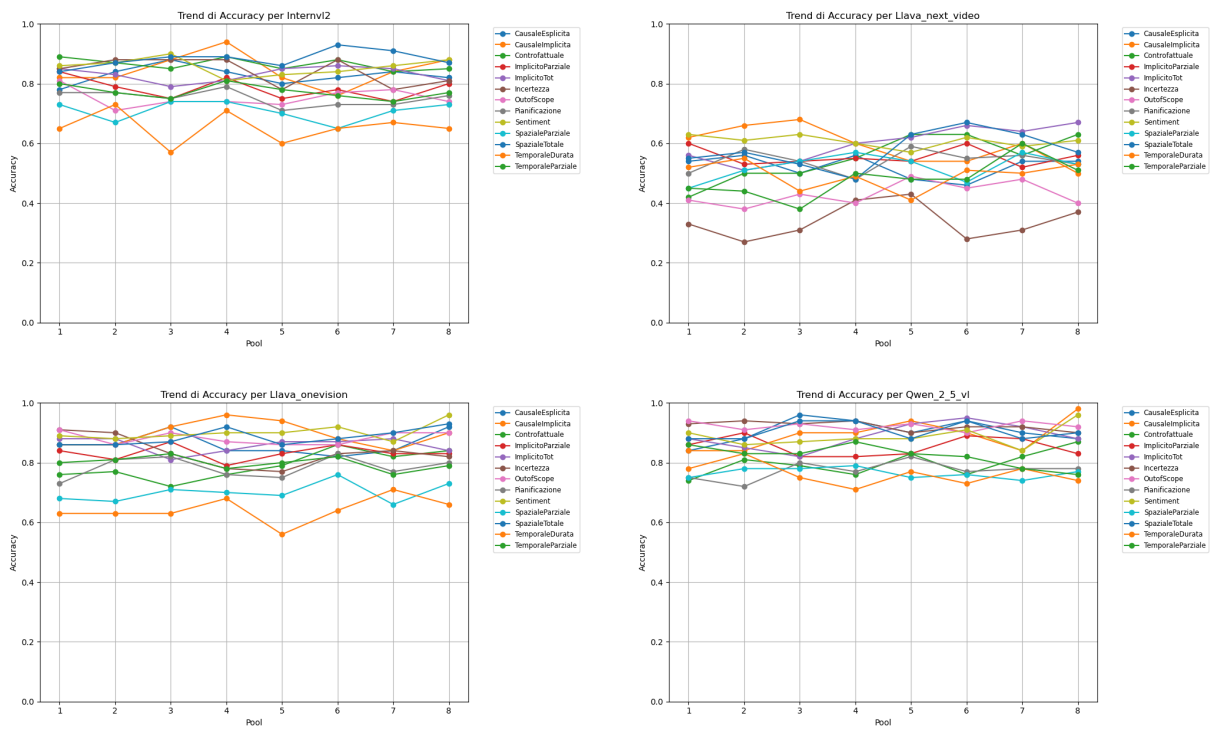 Trend di Accuracy per Internvl2
1.0
0.8
0.6
0.4
0.2
0.0
Accuracy
1 2 3 4 5 6 7 8
Pool
CausaleEsplicita
CausaleImplicita
Controfattuale
ImplicitoParziale
ImplicitoTot
Incertezza
OutofScope
Pianificazione
Sentiment
SpazialeParziale
SpazialeTotale
TemporaleDurata
TemporaleParziale
Trend di Accuracy per Llava_next_video
1.0
0.8
0.6
0.4
0.2
0.0
Accuracy
1 2 3 4 5 6 7 8
Pool
CausaleEsplicita
CausaleImplicita
Controfattuale
ImplicitoParziale
ImplicitoTot
Incertezza
OutofScope
Pianificazione
Sentiment
SpazialeParziale
SpazialeTotale
TemporaleDurata
TemporaleParziale
Trend di Accuracy per Llava_onevision
1.0
0.8
0.6
0.4
0.2
0.0
Accuracy
1 2 3 4 5 6 7 8
Pool
CausaleEsplicita
CausaleImplicita
Controfattuale
ImplicitoParziale
ImplicitoTot
Incertezza
OutofScope
Pianificazione
Sentiment
SpazialeParziale
SpazialeTotale
TemporaleDurata
TemporaleParziale
Trend di Accuracy per Qwen_2_5_vl
1.0
0.8
0.6
0.4
0.2
0.0
Accuracy
1 2 3 4 5 6 7 8
Pool
CausaleEsplicita
CausaleImplicita
Controfattuale
ImplicitoParziale
ImplicitoTot
Incertezza
OutofScope
Pianificazione
Sentiment
SpazialeParziale
SpazialeTotale
TemporaleDurata
TemporaleParziale